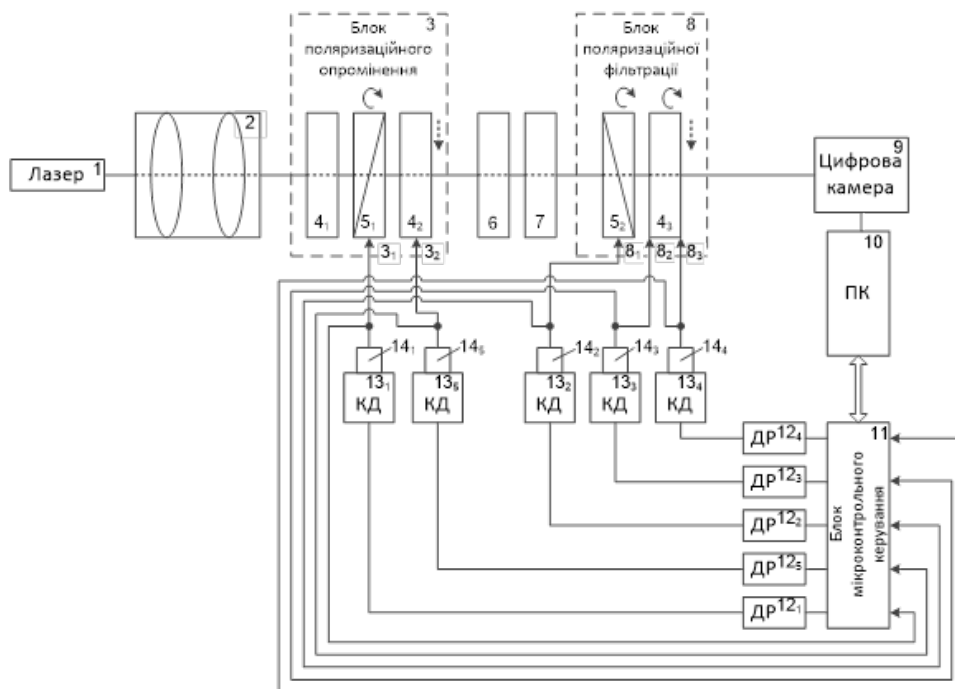 Блок 3
поляризаційного
опромінення
Блок 8
поляризаційної
фільтрації
Лазер 1
2
4₁
5₁
4₂
6
7
5₂
4₃
9
Цифрова
камера
3₁
3₂
8₁
8₂
8₃
10
ПК
14₁
14₅
14₂
14₃
14₄
13₁
КД
13₅
КД
13₂
КД
13₃
КД
13₄
КД
ДР12₄
ДР12₃
ДР12₂
ДР12₅
ДР12₁
11
Блок
мікроконтрольного
керування